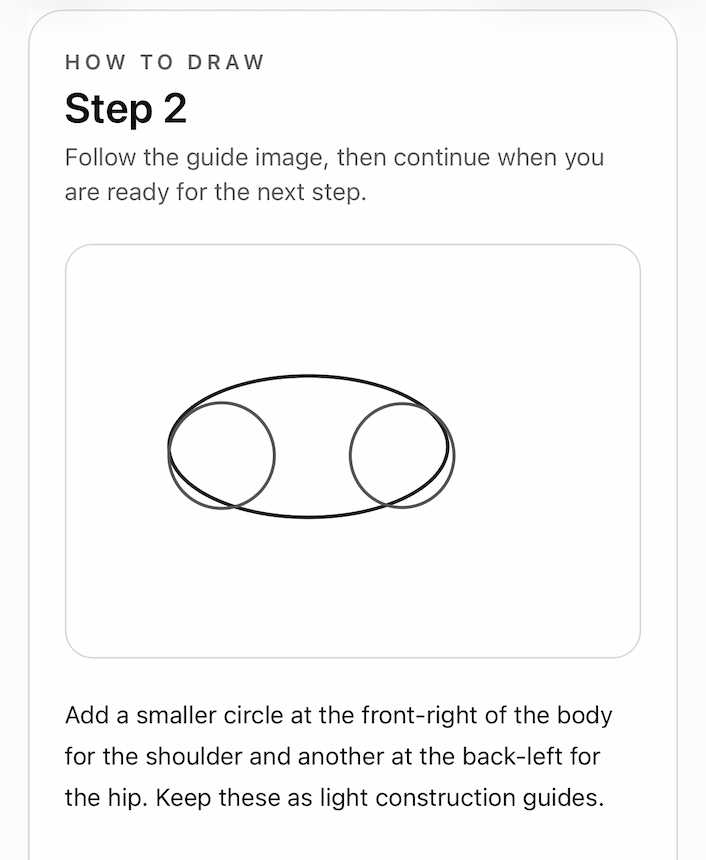 HOW TO DRAW
Step 2
Follow the guide image, then continue when you
are ready for the next step.
Add a smaller circle at the front-right of the body
for the shoulder and another at the back-left for
the hip. Keep these as light construction guides.